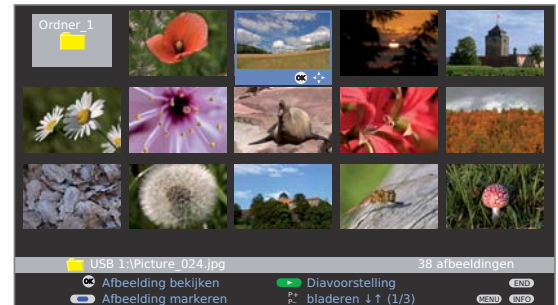 Ordner_1
OK
USB 1:\Picture_024.jpg 38 afbeeldingen
OK Afbeelding bekijken Diavoorstelling END
Afbeelding markeren P+ P- bladeren ↓↑ (1/3) MENU INFO